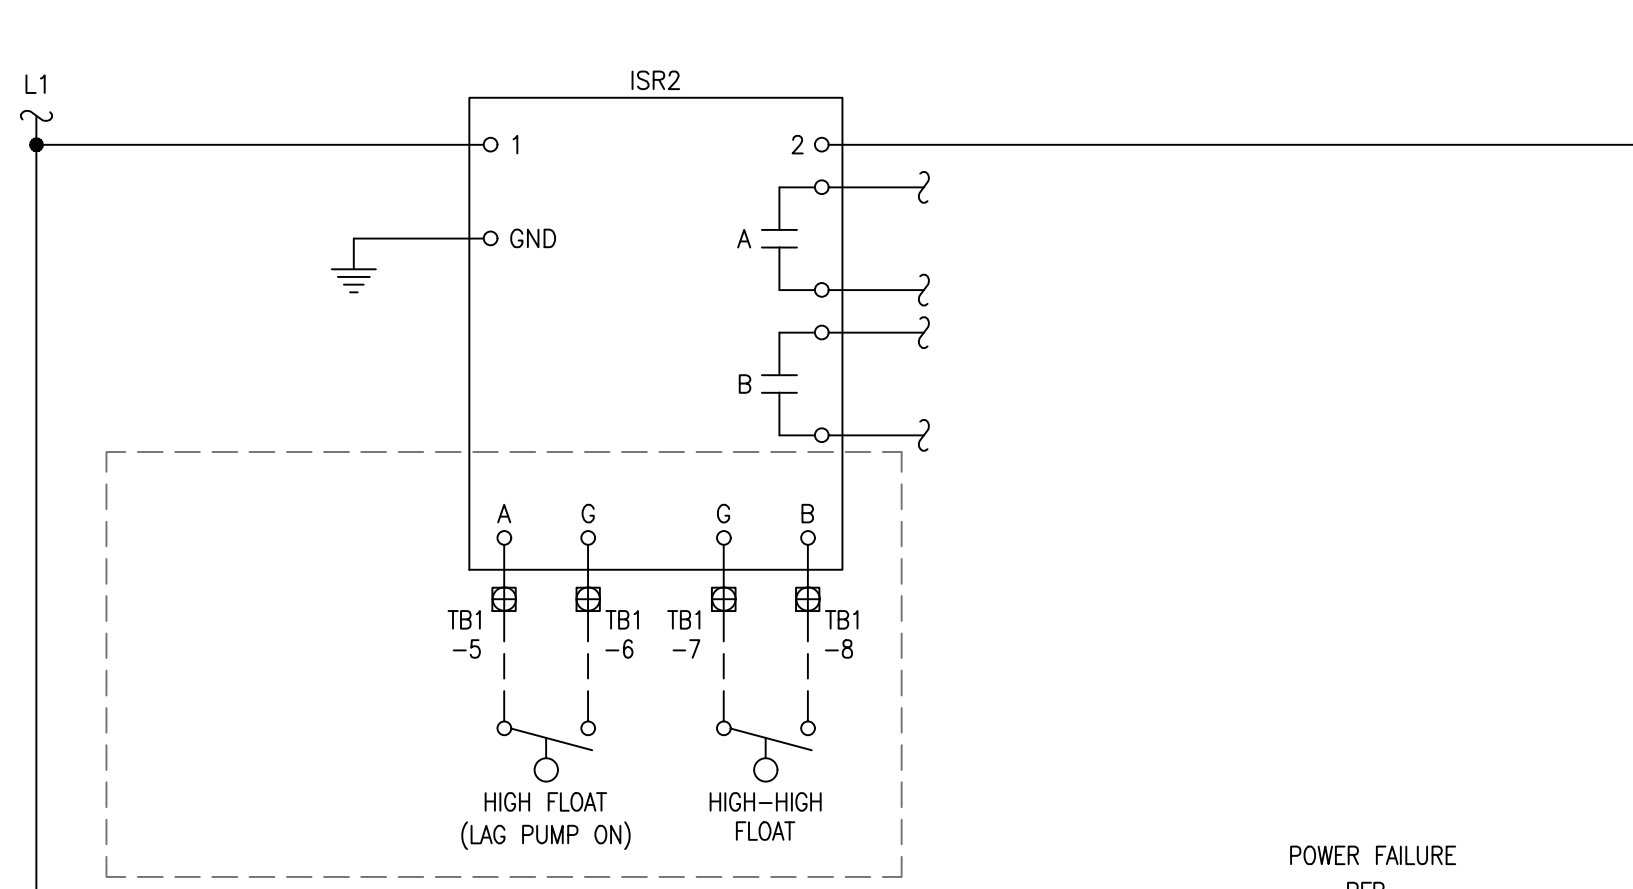 L1
ISR2
1
2
GND
A
B
A G G B
TB1 TB1 TB1 TB1
-5 -6 -7 -8
HIGH FLOAT
(LAG PUMP ON)
HIGH-HIGH
FLOAT
POWER FAILURE